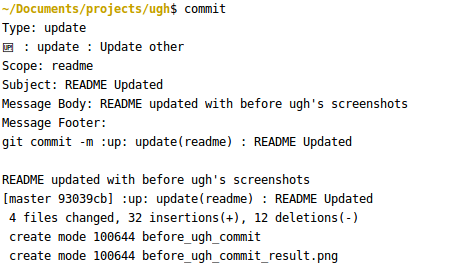 ~/Documents/projects/ugh$ commit
Type: update
🆙 : update : Update other
Scope: readme
Subject: README Updated
Message Body: README updated with before ugh's screenshots
Message Footer:
git commit -m :up: update(readme) : README Updated

README updated with before ugh's screenshots
[master 93039cb] :up: update(readme) : README Updated
 4 files changed, 32 insertions(+), 12 deletions(-)
 create mode 100644 before_ugh_commit
 create mode 100644 before_ugh_commit_result.png